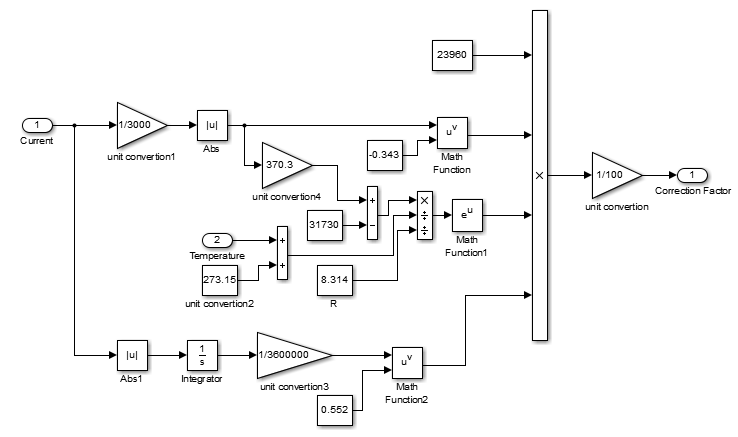 23960
1
Current
1/3000
unit convertion1
|u|
Abs
370.3
unit convertion4
-0.343
u^v
Math
Function
×
1/100
unit convertion
1
Correction Factor
31730
+
−
×
÷
÷
e^u
Math
Function1
2
Temperature
273.15
unit convertion2
+
+
8.314
R
|u|
Abs1
1
s
Integrator
1/3600000
unit convertion3
u^v
Math
Function2
0.552